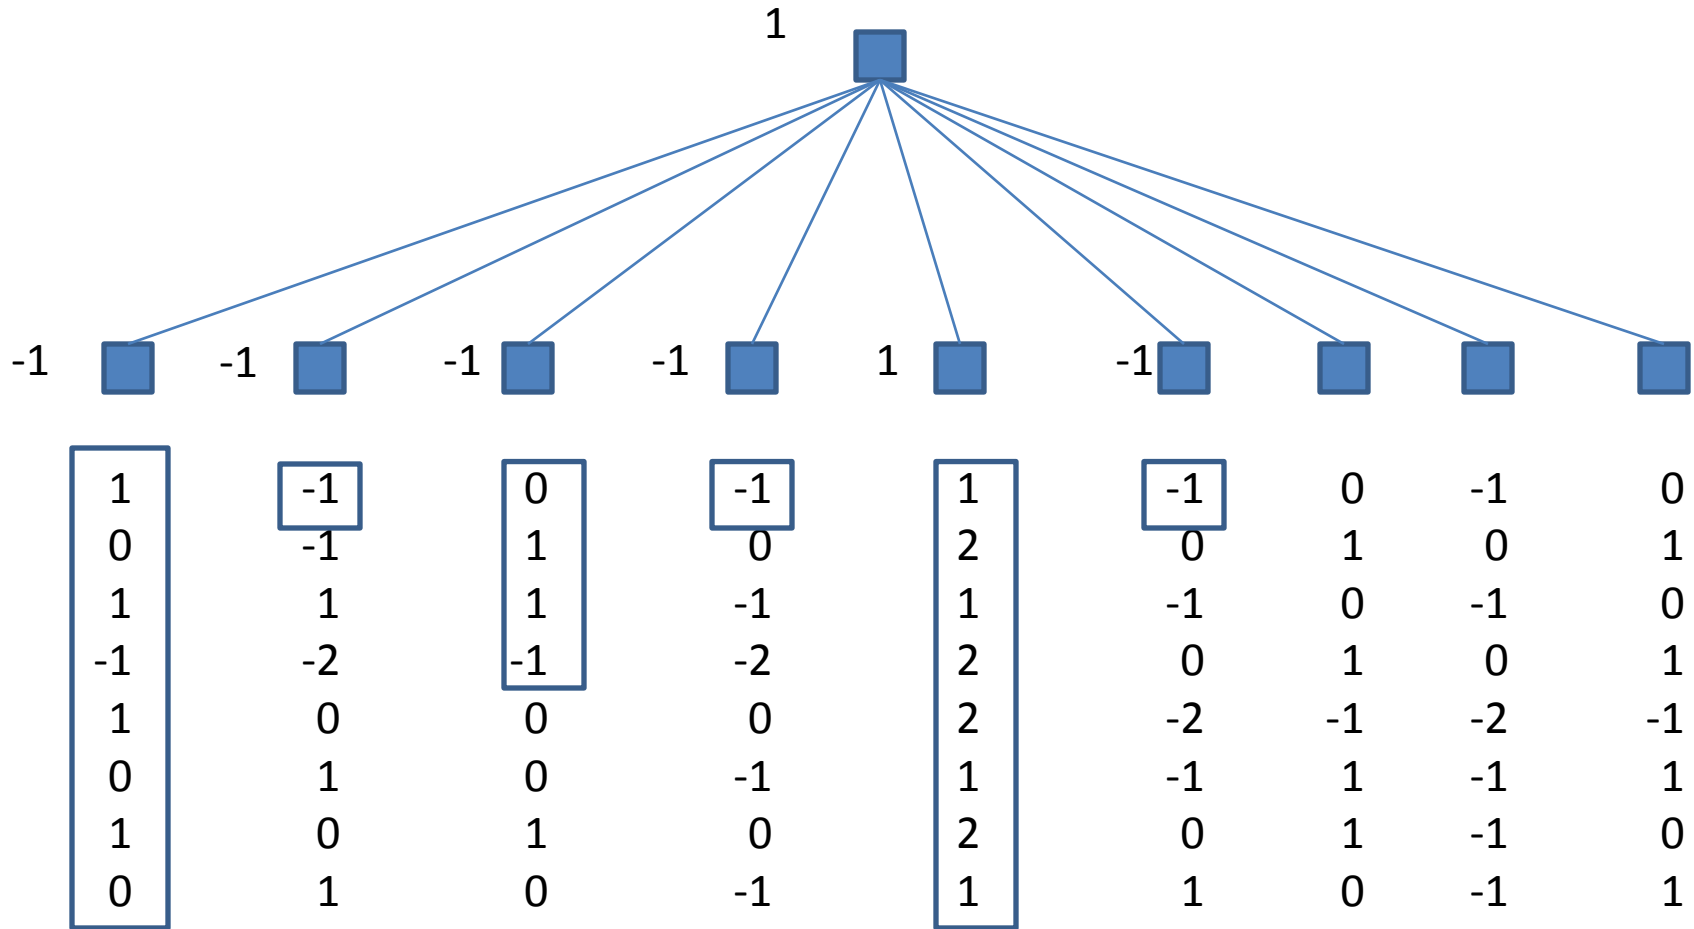 1
-1 -1 -1 -1 1 -1
1 -1 0 -1 1 -1 0 -1 0
0 -1 1 0 2 0 1 0 1
1 1 1 -1 1 -1 0 -1 0
-1 -2 -1 -2 2 0 1 0 1
1 0 0 0 2 -2 -1 -2 -1
0 1 0 -1 1 -1 1 -1 1
1 0 1 0 2 0 1 -1 0
0 1 0 -1 1 1 0 -1 1